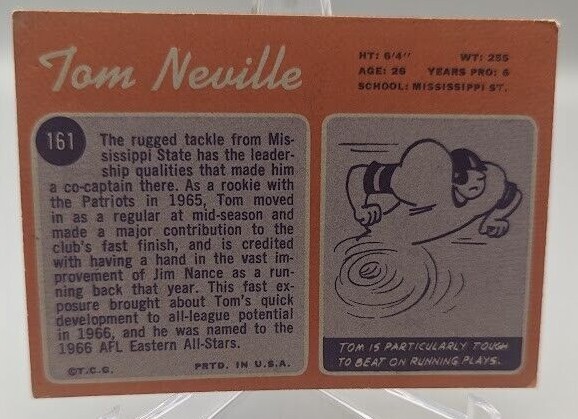 Tom Neville
HT: 6'4" WT: 255
AGE: 26 YEARS PRO: 6
SCHOOL: MISSISSIPPI ST.
161
The rugged tackle from Mis-
sissippi State has the leader-
ship qualities that made him
a co-captain there. As a rookie with
the Patriots in 1965, Tom moved
in as a regular at mid-season and
made a major contribution to the
club's fast finish, and is credited
with having a hand in the vast im-
provement of Jim Nance as a run-
ning back that year. This fast ex-
posure brought about Tom's quick
development to all-league potential
in 1966, and he was named to the
1966 AFL Eastern All-Stars.
©T.C.G. PRTD. IN U.S.A.
TOM IS PARTICULARLY TOUGH
TO BEAT ON RUNNING PLAYS.